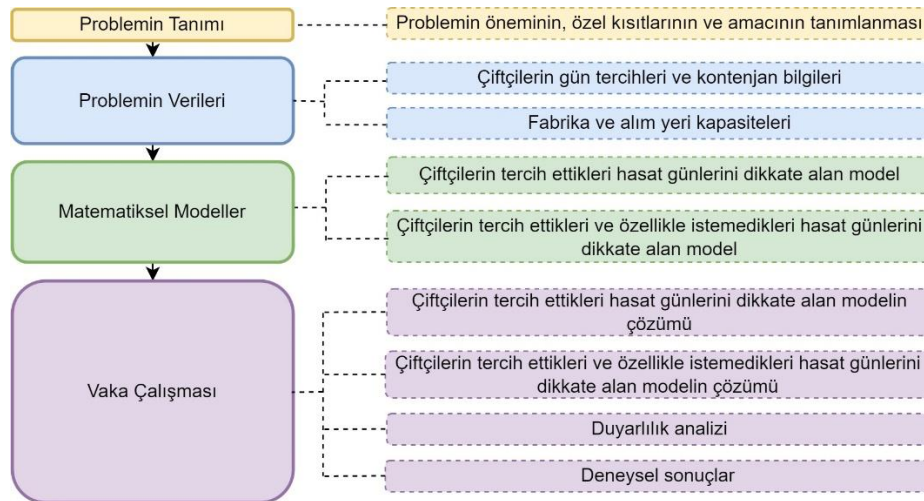 Problemin Tanımı
Problemin öneminin, özel kısıtlarının ve amacının tanımlanması
Problemin Verileri
Çiftçilerin gün tercihleri ve kontenjan bilgileri
Fabrika ve alım yeri kapasiteleri
Matematiksel Modeller
Çiftçilerin tercih ettikleri hasat günlerini dikkate alan model
Çiftçilerin tercih ettikleri ve özellikle istemedikleri hasat günlerini
dikkate alan model
Vaka Çalışması
Çiftçilerin tercih ettikleri hasat günlerini dikkate alan modelin
çözümü
Çiftçilerin tercih ettikleri ve özellikle istemedikleri hasat günlerini
dikkate alan modelin çözümü
Duyarlılık analizi
Deneysel sonuçlar